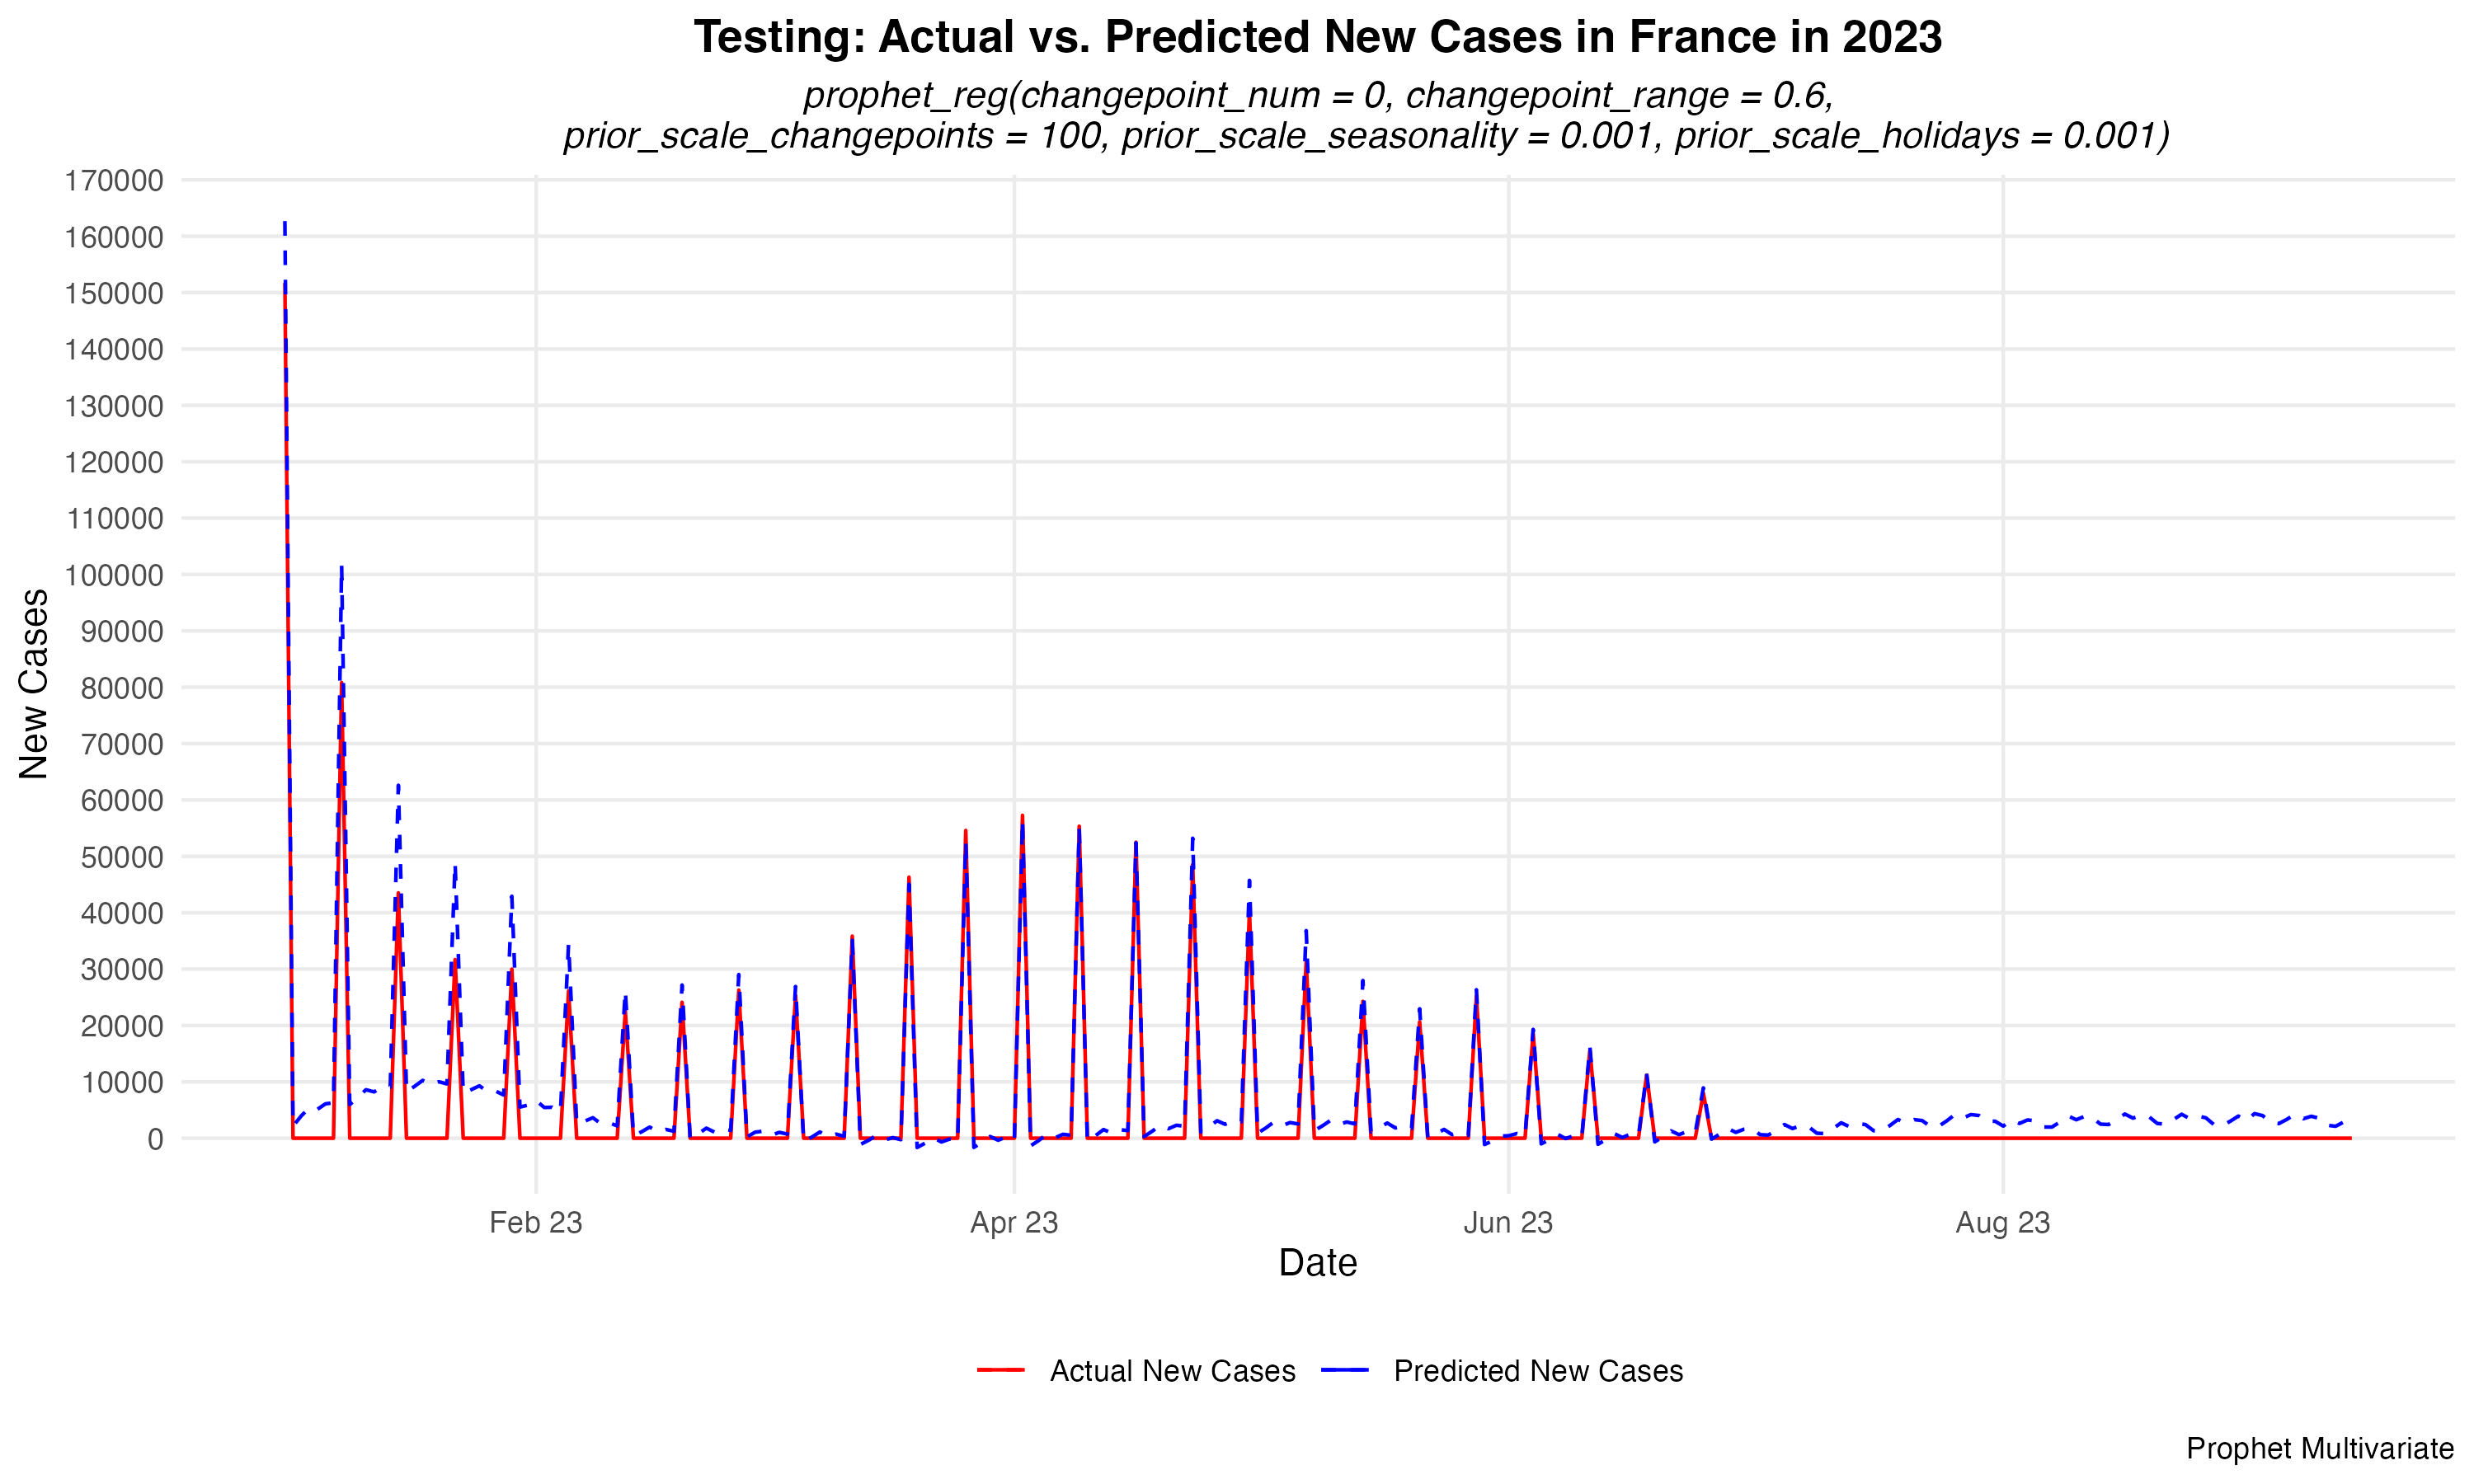 Testing: Actual vs. Predicted New Cases in France in 2023
prophet_reg(changepoint_num = 0, changepoint_range = 0.6,
prior_scale_changepoints = 100, prior_scale_seasonality = 0.001, prior_scale_holidays = 0.001)
170000
160000
150000
140000
130000
120000
110000
100000
90000
80000
70000
60000
50000
40000
30000
20000
10000
0
New Cases
Feb 23 Apr 23 Jun 23 Aug 23
Date
Actual New Cases Predicted New Cases
Prophet Multivariate